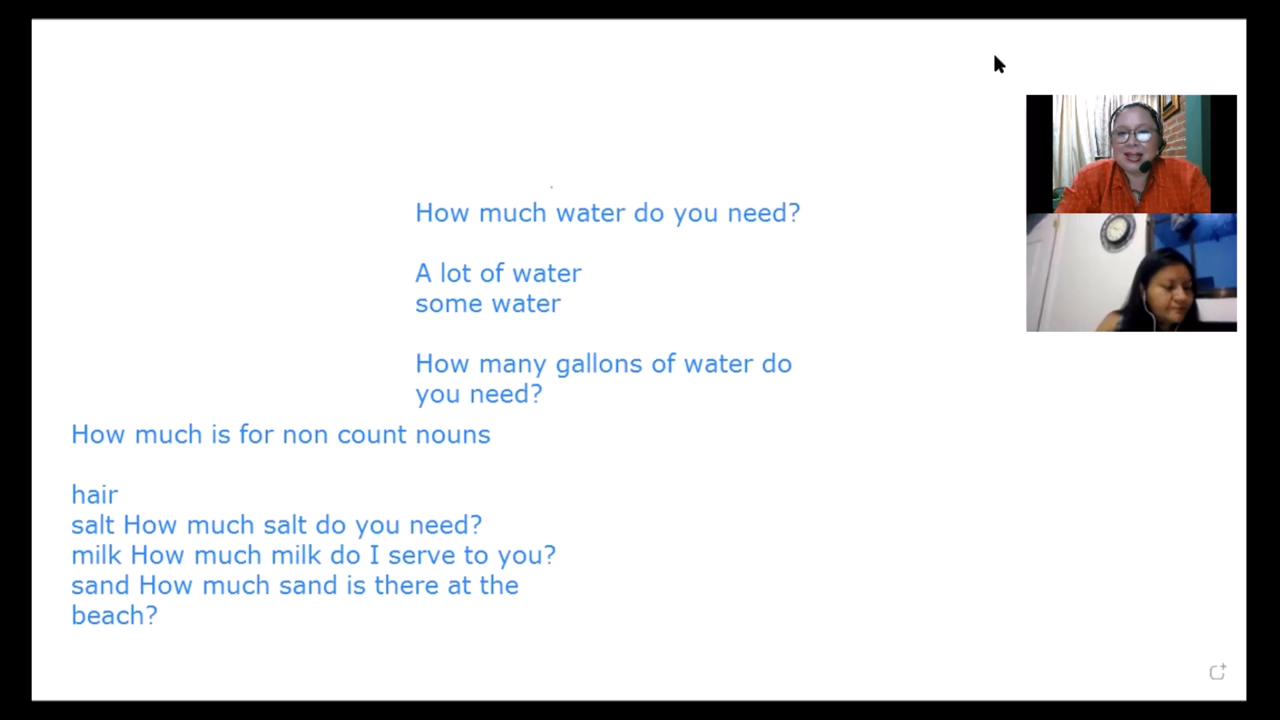 How much water do you need?
A lot of water
some water
How many gallons of water do
you need?
How much is for non count nouns
hair
salt How much salt do you need?
milk How much milk do I serve to you?
sand How much sand is there at the
beach?